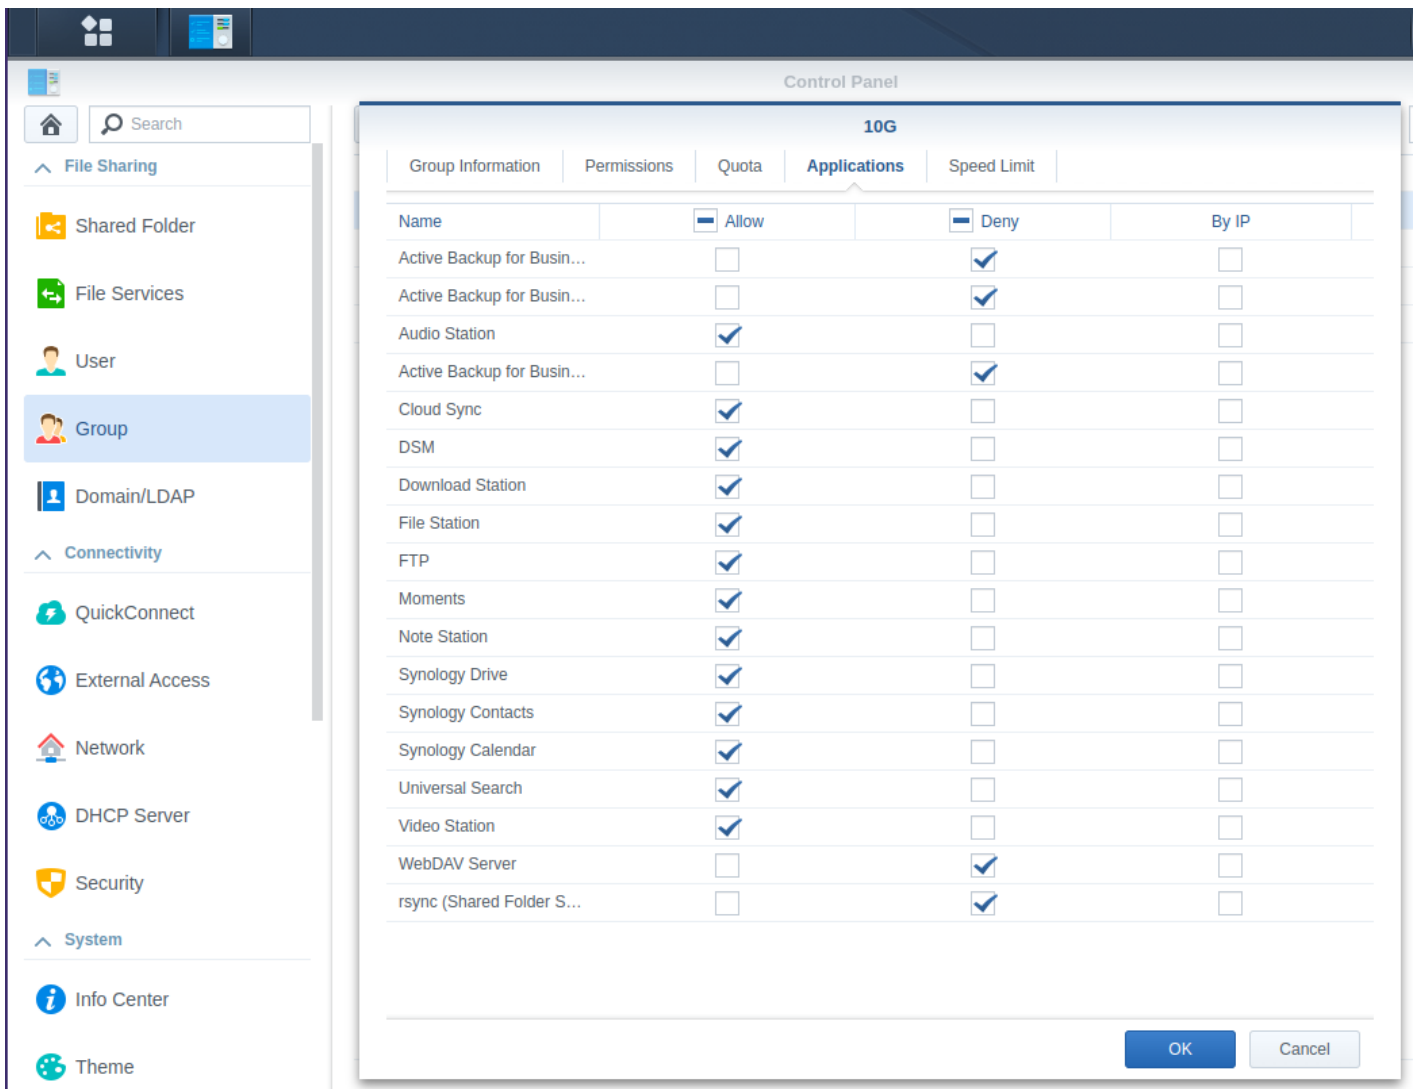 Control Panel
Search
File Sharing
Shared Folder
File Services
User
Group
Domain/LDAP
Connectivity
QuickConnect
External Access
Network
DHCP Server
Security
System
Info Center
Theme
10G
Group Information Permissions Quota Applications Speed Limit
Name Allow Deny By IP
Active Backup for Busin...
Active Backup for Busin...
Audio Station
Active Backup for Busin...
Cloud Sync
DSM
Download Station
File Station
FTP
Moments
Note Station
Synology Drive
Synology Contacts
Synology Calendar
Universal Search
Video Station
WebDAV Server
rsync (Shared Folder S...
OK Cancel